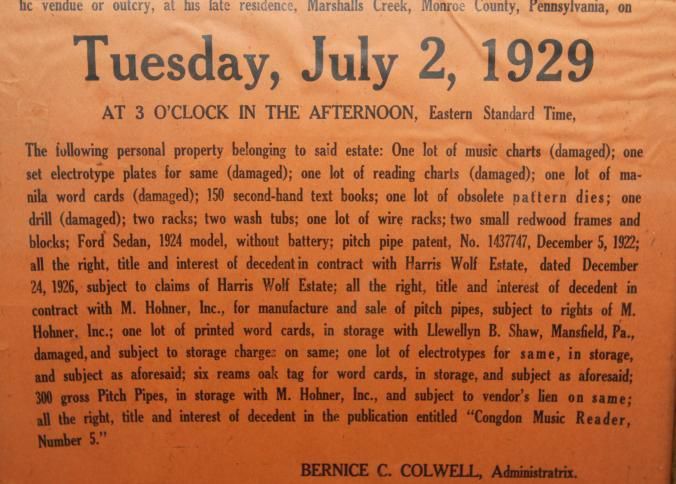 lic vendue or outcry, at his late residence, Marshalls Creek, Monroe County, Pennsylvania, on
Tuesday, July 2, 1929
AT 3 O'CLOCK IN THE AFTERNOON, Eastern Standard Time,
The following personal property belonging to said estate: One lot of music charts (damaged); one
set electrotype plates for same (damaged); one lot of reading charts (damaged); one lot of ma-
nila word cards (damaged); 150 second-hand text books; one lot of obsolete pattern dies; one
drill (damaged); two racks; two wash tubs; one lot of wire racks; two small redwood frames and
blocks; Ford Sedan, 1924 model, without battery; pitch pipe patent, No. 1437747, December 5, 1922;
all the right, title and interest of decedent in contract with Harris Wolf Estate, dated December
24, 1926, subject to claims of Harris Wolf Estate; all the right, title and interest of decedent in
contract with M. Hohner, Inc., for manufacture and sale of pitch pipes, subject to rights of M.
Hohner, Inc.; one lot of printed word cards, in storage with Llewellyn B. Shaw, Mansfield, Pa.,
damaged, and subject to storage charges on same; one lot of electrotypes for same, in storage,
and subject as aforesaid; six reams oak tag for word cards, in storage, and subject as aforesaid;
300 gross Pitch Pipes, in storage with M. Hohner, Inc., and subject to vendor's lien on same;
all the right, title and interest of decedent in the publication entitled "Congdon Music Reader,
Number 5."
BERNICE C. COLWELL, Administratrix.